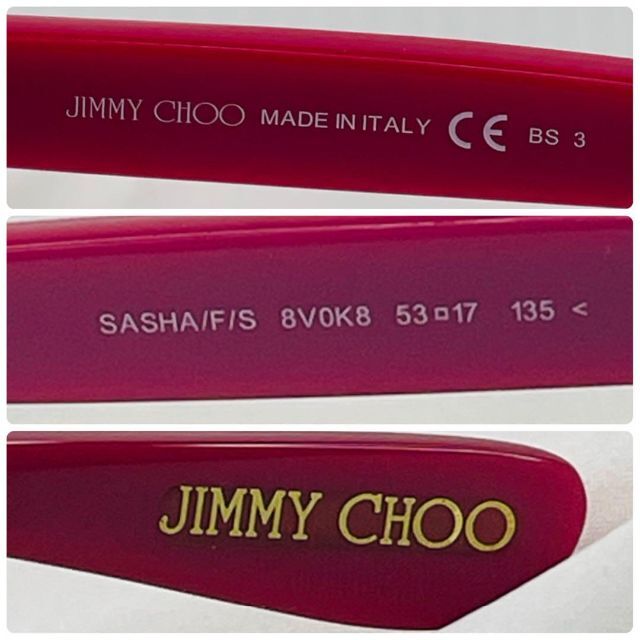 JIMMY CHOO MADE IN ITALY CE BS 3
SASHA/F/S 8V0K8 53□17 135 <
JIMMY CHOO